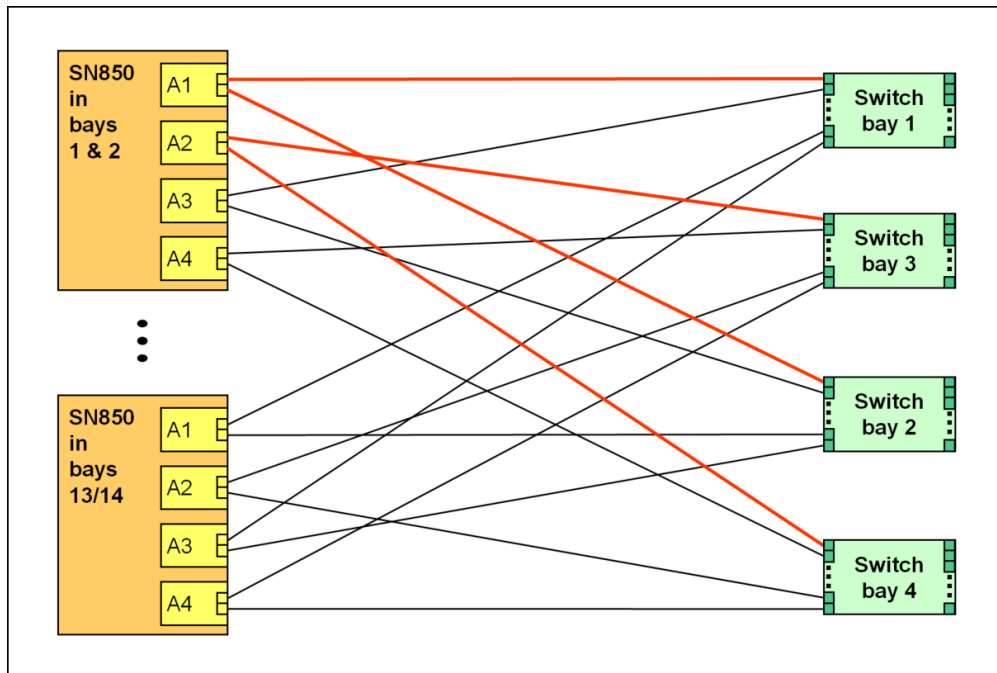 SN850
in
bays
1 & 2
A1
A2
A3
A4
SN850
in
bays
13/14
A1
A2
A3
A4
Switch
bay 1
Switch
bay 3
Switch
bay 2
Switch
bay 4